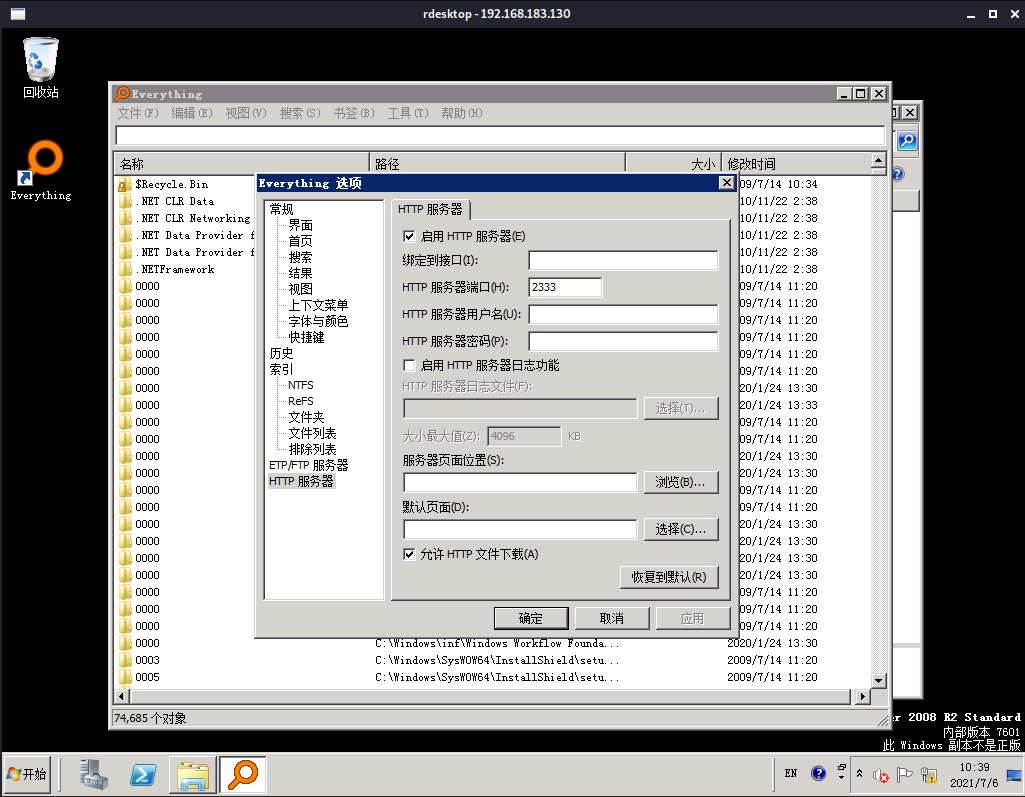 rdesktop - 192.168.183.130
回收站
Everything
Everything
文件(F) 编辑(E) 视图(V) 搜索(S) 书签(B) 工具(T) 帮助(H)
名称 路径 大小 修改时间
$Recycle.Bin 09/7/14 10:34
.NET CLR Data 10/11/22 2:38
.NET CLR Networking 10/11/22 2:38
.NET Data Provider f 10/11/22 2:38
.NET Data Provider f 10/11/22 2:38
.NETFramework 10/11/22 2:38
0000 09/7/14 11:20
0000 09/7/14 11:20
0000 09/7/14 11:20
0000 09/7/14 11:20
0000 09/7/14 11:20
0000 09/7/14 11:20
0000 20/1/24 13:30
0000 20/1/24 13:33
0000 09/7/14 11:20
0000 09/7/14 11:20
0000 20/1/24 13:30
0000 20/1/24 13:30
0000 09/7/14 11:20
0000 09/7/14 11:20
0000 20/1/24 13:30
0000 20/1/24 13:30
0000 20/1/24 13:30
0000 20/1/24 13:30
0000 09/7/14 11:20
0000 09/7/14 11:20
0000 09/7/14 11:20
0000 C:\Windows\inf\Windows Workflow Founda... 2020/1/24 13:30
0003 C:\Windows\SysWOW64\InstallShield\setu... 2009/7/14 11:20
0005 C:\Windows\SysWOW64\InstallShield\setu... 2009/7/14 11:20
74,685 个对象
Everything 选项
常规
界面
首页
搜索
结果
视图
上下文菜单
字体与颜色
快捷键
历史
索引
NTFS
ReFS
文件夹
文件列表
排除列表
ETP/FTP 服务器
HTTP 服务器
HTTP 服务器
启用 HTTP 服务器(E)
绑定到接口(I):
HTTP 服务器端口(H): 2333
HTTP 服务器用户名(U):
HTTP 服务器密码(P):
启用 HTTP 服务器日志功能
HTTP 服务器日志文件(F):
选择(T)...
大小最大值(Z): 4096 KB
服务器页面位置(S):
浏览(B)...
默认页面(D):
选择(C)...
允许 HTTP 文件下载(A)
恢复到默认(R)
确定 取消 应用
er 2008 R2 Standard
内部版本 7601
此 Windows 副本不是正版
开始
EN
10:39
2021/7/6